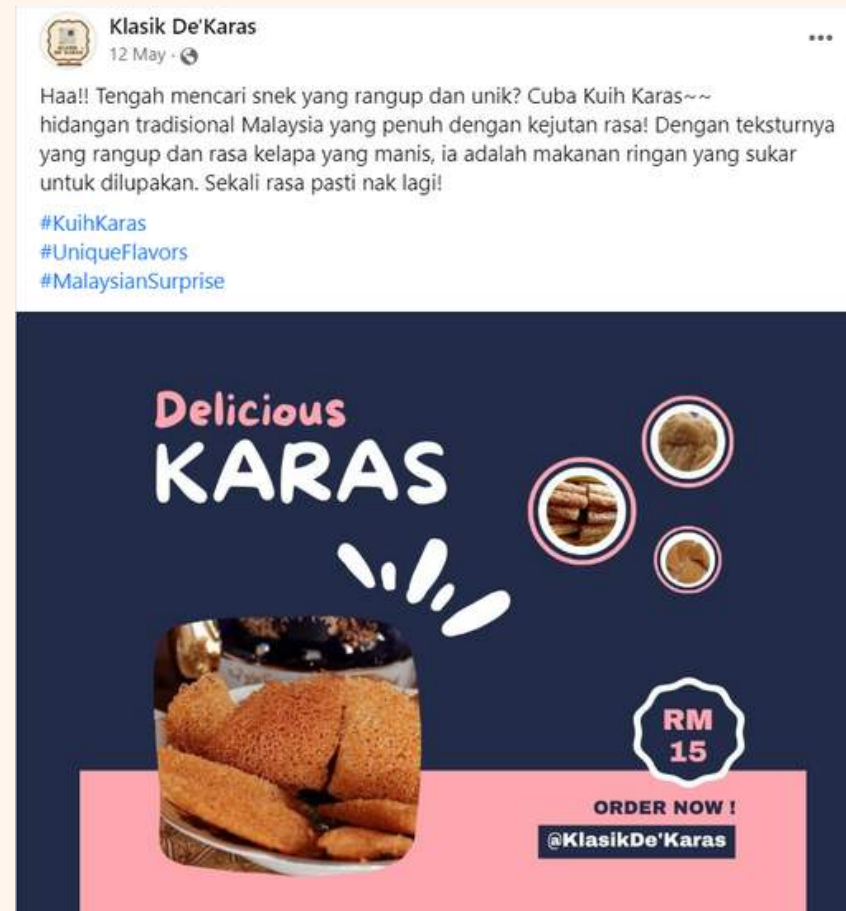 Klasik De'Karas
12 May
Haa!! Tengah mencari snek yang rangup dan unik? Cuba Kuih Karas~~
hidangan tradisional Malaysia yang penuh dengan kejutan rasa! Dengan teksturnya
yang rangup dan rasa kelapa yang manis, ia adalah makanan ringan yang sukar
untuk dilupakan. Sekali rasa pasti nak lagi!
#KuihKaras
#UniqueFlavors
#MalaysianSurprise
Delicious
KARAS
RM
15
ORDER NOW !
@KlasikDe'Karas